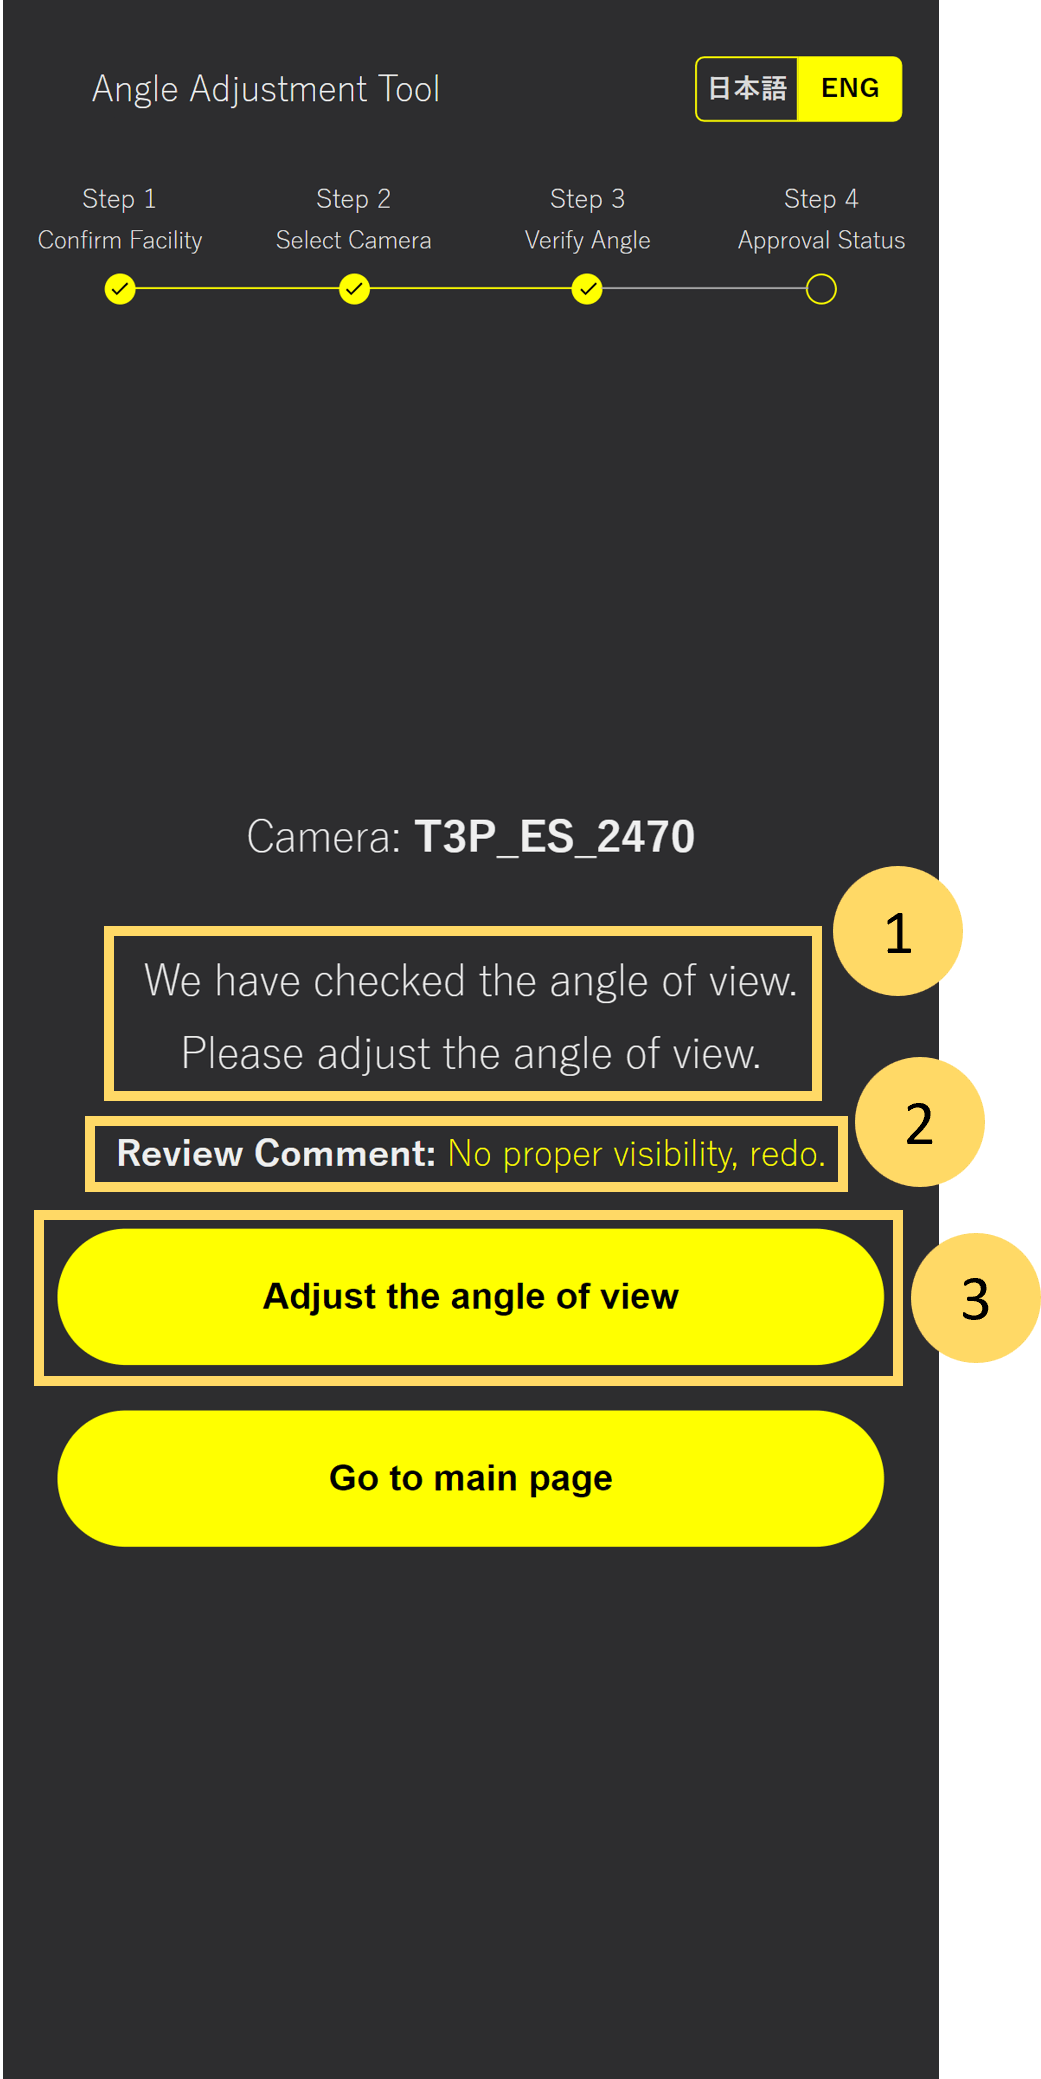 Angle Adjustment Tool
日本語 ENG
Step 1 Step 2 Step 3 Step 4
Confirm Facility Select Camera Verify Angle Approval Status
Camera: T3P_ES_2470
1
We have checked the angle of view.
Please adjust the angle of view.
2
Review Comment: No proper visibility, redo.
Adjust the angle of view
3
Go to main page